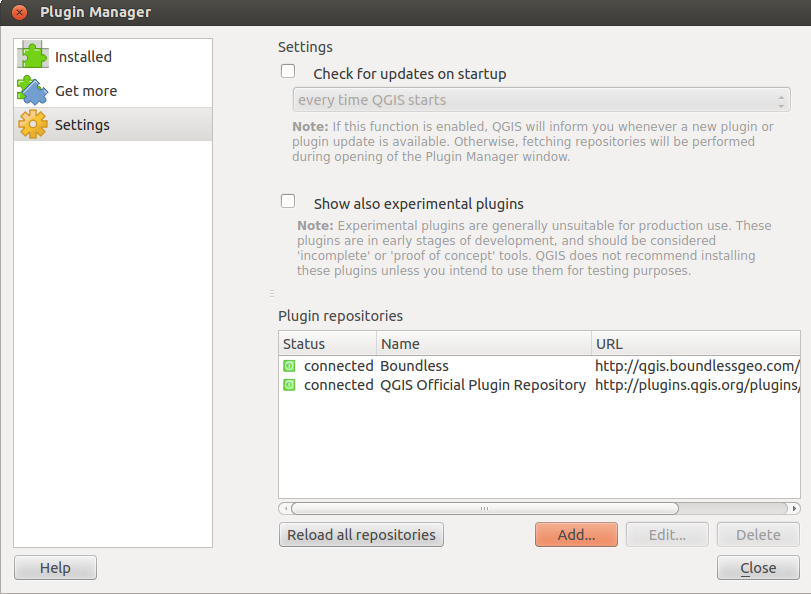 Plugin Manager
Installed
Get more
Settings
Settings
Check for updates on startup
every time QGIS starts
Note: If this function is enabled, QGIS will inform you whenever a new plugin or
plugin update is available. Otherwise, fetching repositories will be performed
during opening of the Plugin Manager window.
Show also experimental plugins
Note: Experimental plugins are generally unsuitable for production use. These
plugins are in early stages of development, and should be considered
'incomplete' or 'proof of concept' tools. QGIS does not recommend installing
these plugins unless you intend to use them for testing purposes.
Plugin repositories
Status Name URL
connected Boundless http://qgis.boundlessgeo.com/
connected QGIS Official Plugin Repository http://plugins.qgis.org/plugins/
Reload all repositories Add... Edit... Delete
Help Close